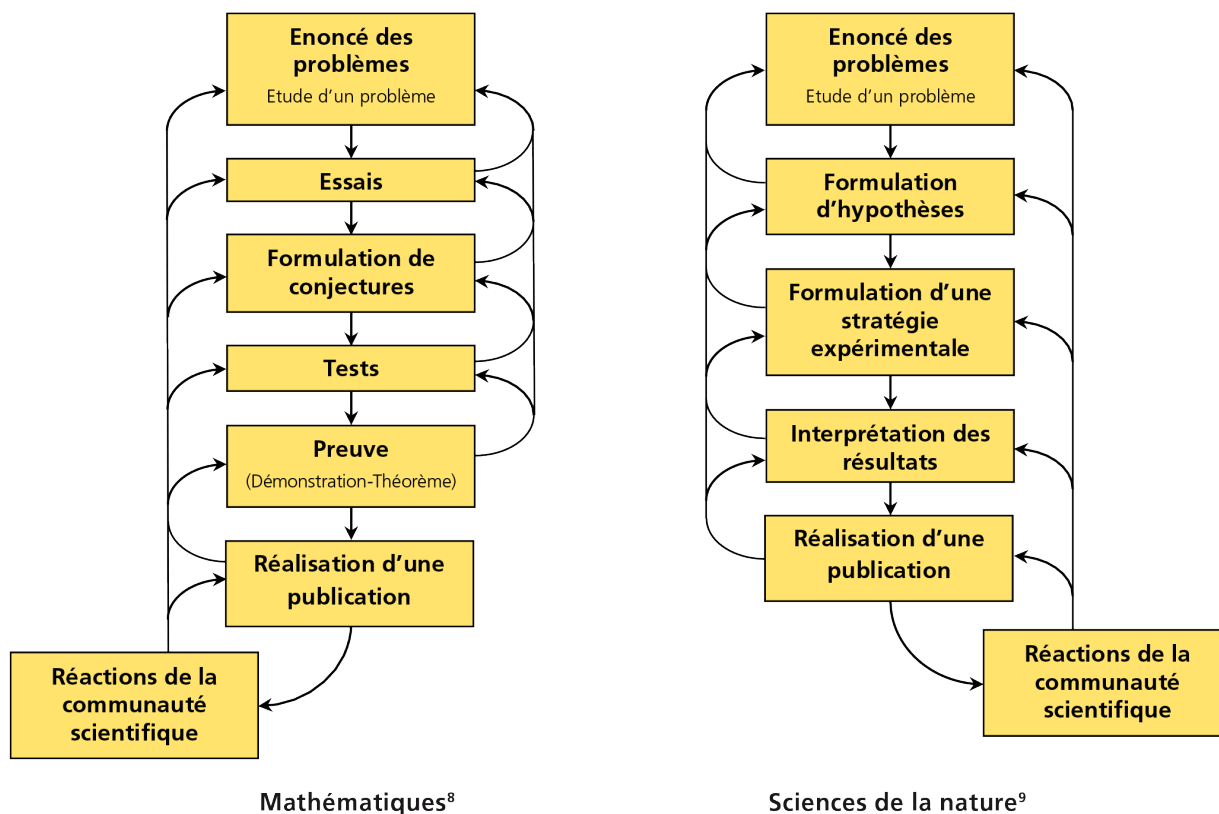 Enoncé des
problèmes
Etude d’un problème
Essais
Formulation de
conjectures
Tests
Preuve
(Démonstration-Théorème)
Réalisation d’une
publication
Réactions de la
communauté
scientifique
Mathématiques⁸
Enoncé des
problèmes
Etude d’un problème
Formulation
d’hypothèses
Formulation d’une
stratégie
expérimentale
Interprétation des
résultats
Réalisation d’une
publication
Réactions de la
communauté
scientifique
Sciences de la nature⁹